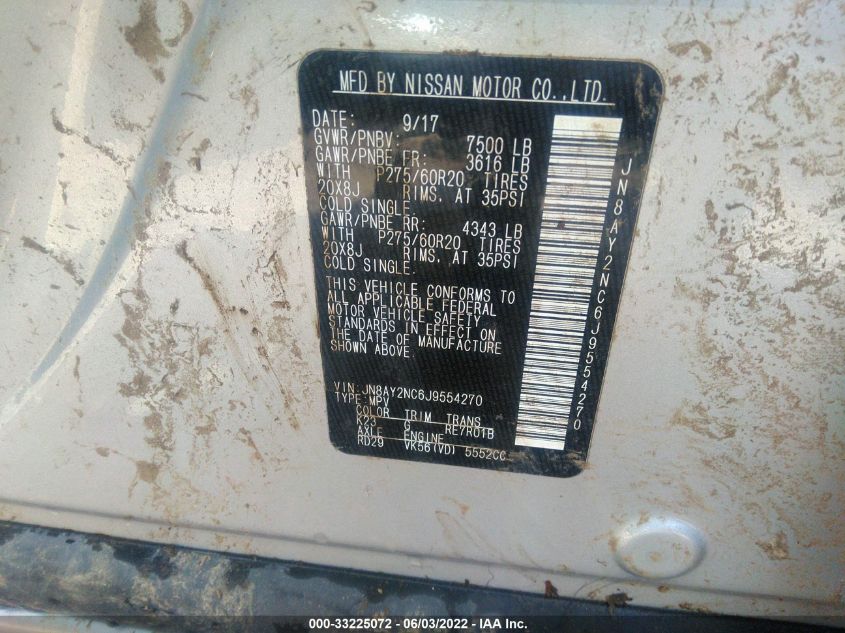 MFD BY NISSAN MOTOR CO.,LTD.
DATE: 9/17
GVWR/PNBV: 7500 LB
GAWR/PNBE FR: 3616 LB
WITH P275/60R20 TIRES
20X8J RIMS, AT 35PSI
COLD SINGLE.
GAWR/PNBE RR: 4343 LB
WITH P275/60R20 TIRES
20X8J RIMS, AT 35PSI
COLD SINGLE.
THIS VEHICLE CONFORMS TO
ALL APPLICABLE FEDERAL
MOTOR VEHICLE SAFETY
STANDARDS IN EFFECT ON
THE DATE OF MANUFACTURE
SHOWN ABOVE.
VIN:JN8AY2NC6J9554270
TYPE:MPV
COLOR TRIM TRANS
K23 G RE7R01B
AXLE ENGINE
RD29 VK56(VD) 5552CC
JN8AY2NC6J9554270
000-33225072 - 06/03/2022 - © IAA Inc.